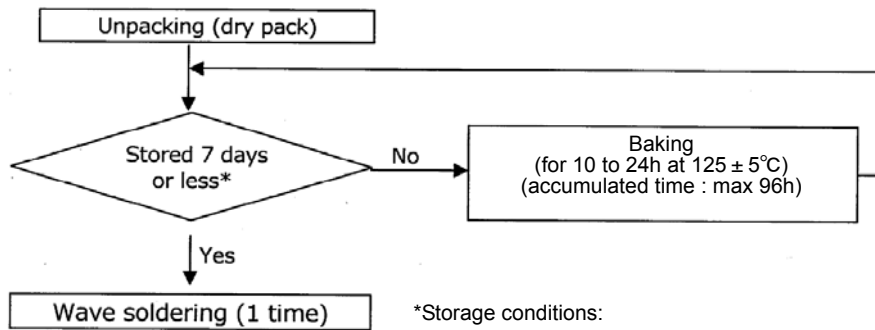 Unpacking (dry pack)
Stored 7 days
or less*
No
Baking
(for 10 to 24h at 125 ± 5℃)
(accumulated time : max 96h)
Yes
Wave soldering (1 time)
*Storage conditions: